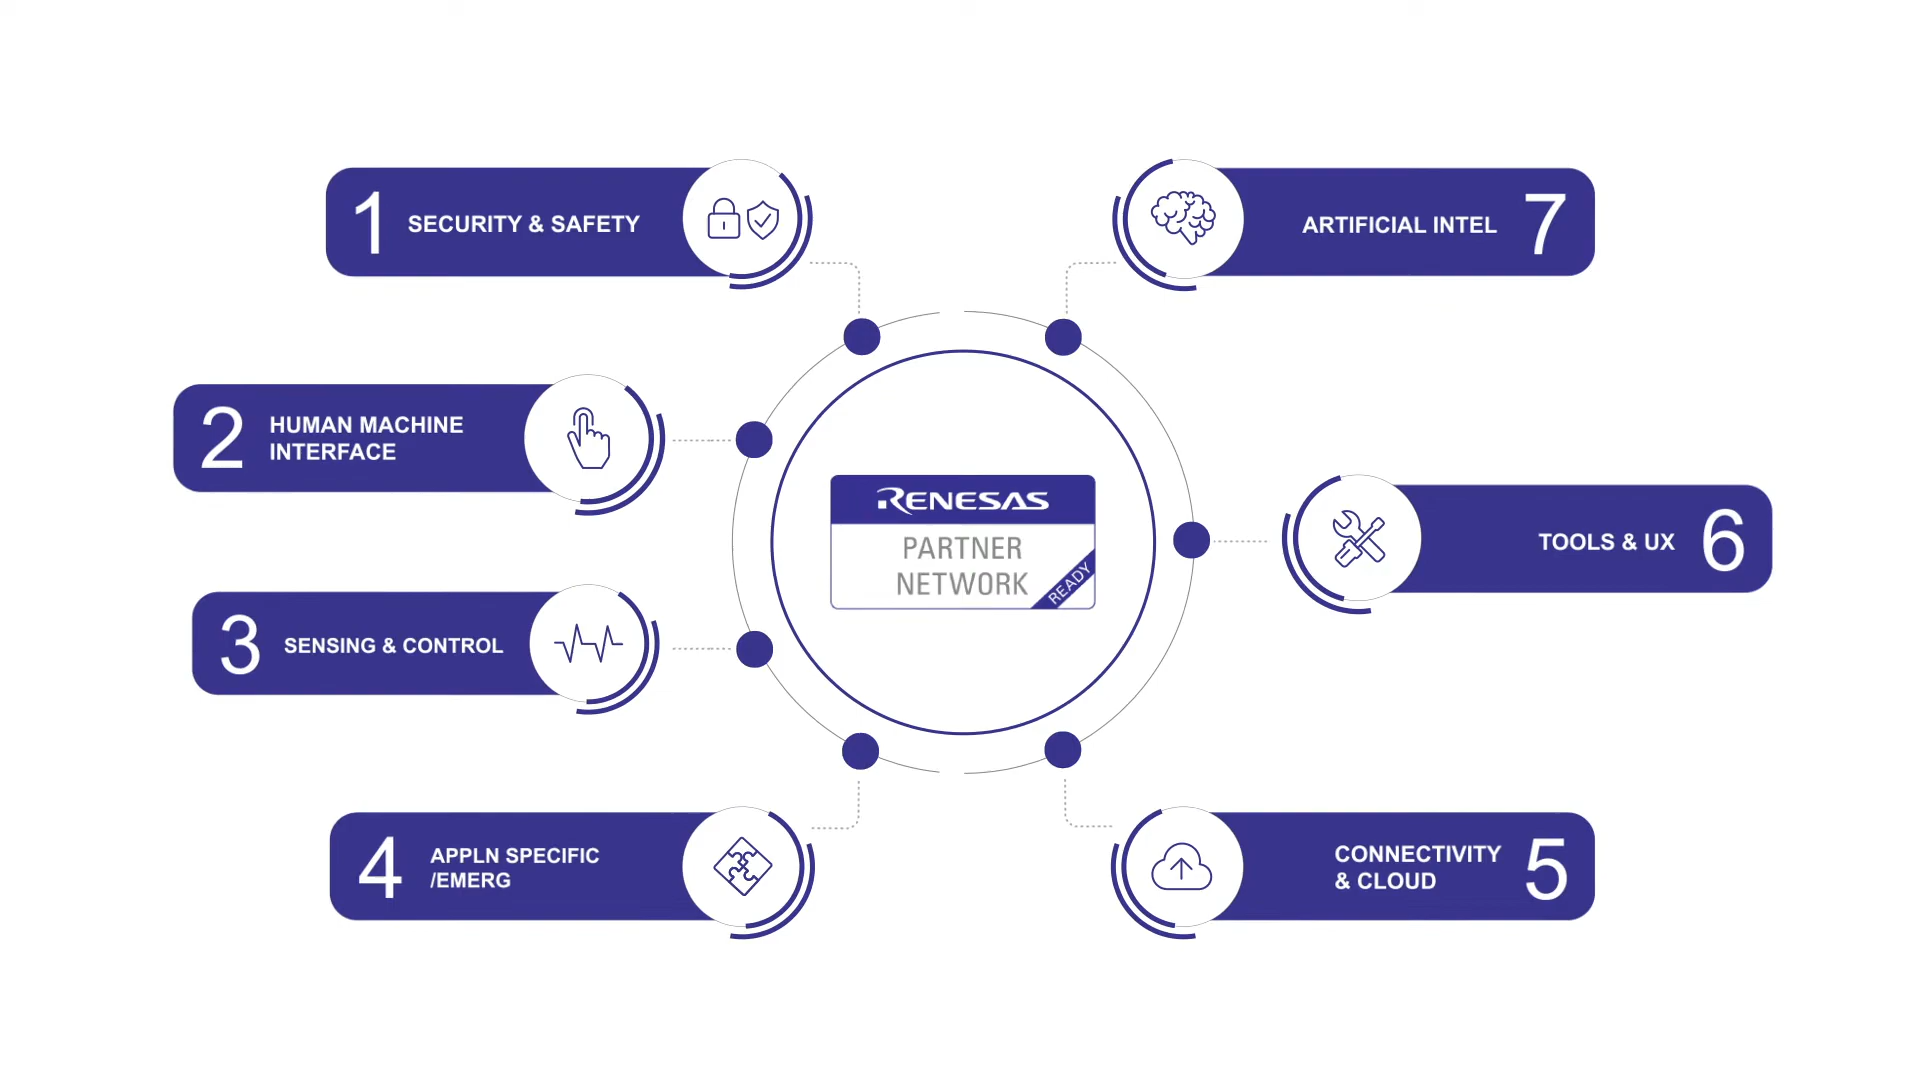 1
SECURITY & SAFETY
2
HUMAN MACHINE
INTERFACE
3
SENSING & CONTROL
4
APPLN SPECIFIC
/EMERG
RENESAS
PARTNER
NETWORK
READY
ARTIFICIAL INTEL
7
TOOLS & UX
6
CONNECTIVITY
& CLOUD
5